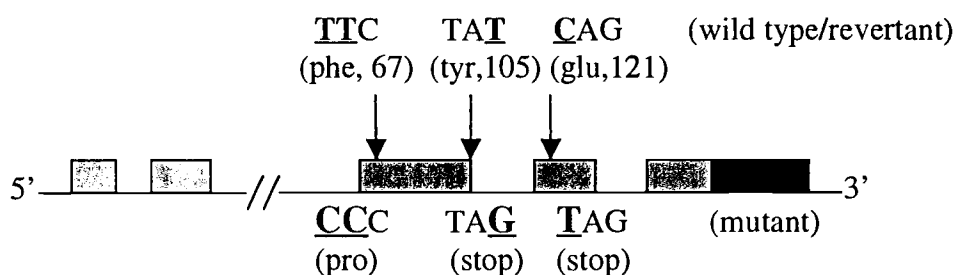 TTC TAT CAG (wild type/revertant)
(phe, 67) (tyr,105) (glu,121)
5' // 3'
CCC TAG TAG (mutant)
(pro) (stop) (stop)